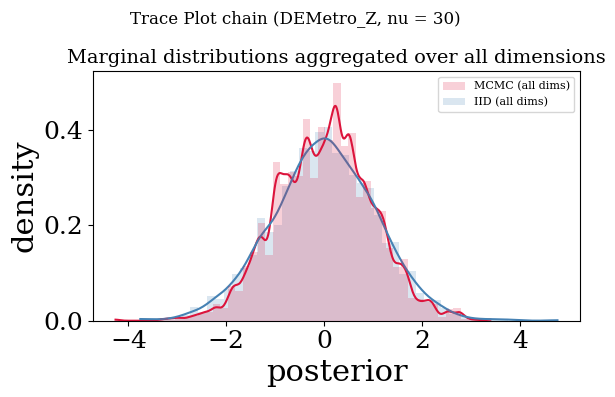 Trace Plot chain (DEMetro_Z, nu = 30)
Marginal distributions aggregated over all dimensions
MCMC (all dims)
IID (all dims)
density
0.4
0.2
0.0
−4
−2
0
2
4
posterior